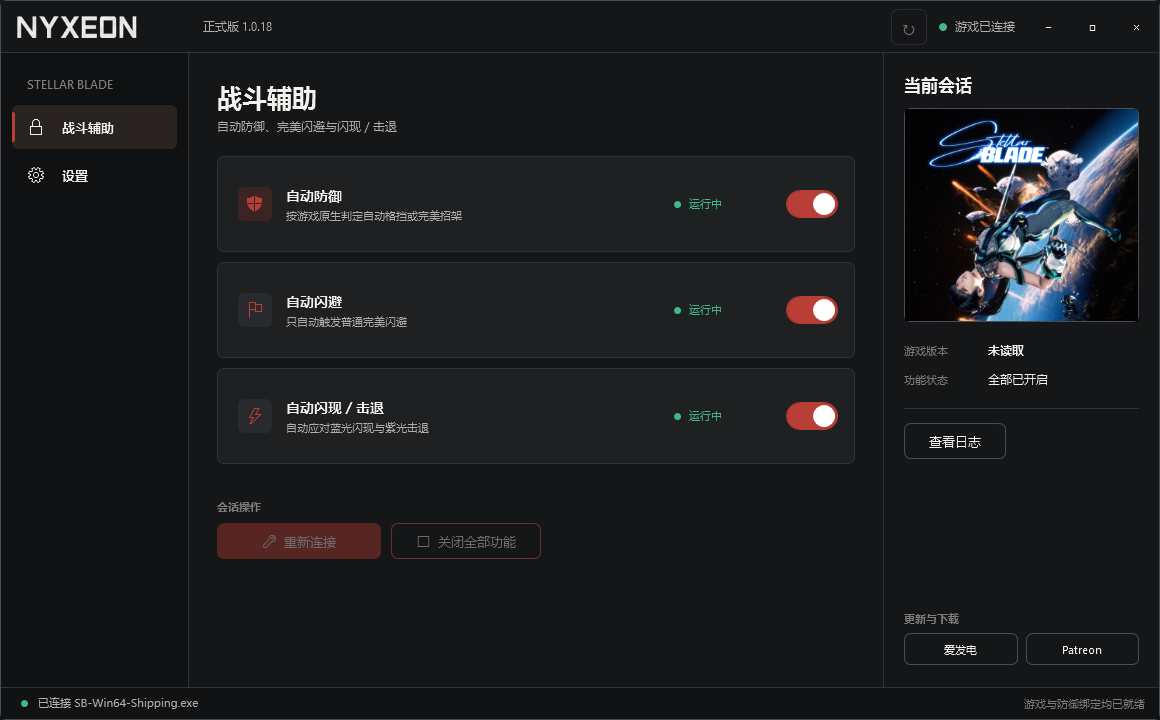 NYXEON
正式版 1.0.18
游戏已连接
STELLAR BLADE
战斗辅助
设置
战斗辅助
自动防御、完美闪避与闪现 / 击退
自动防御
按游戏原生判定自动格挡或完美招架
运行中
自动闪避
只自动触发普通完美闪避
运行中
自动闪现 / 击退
自动应对蓝光闪现与紫光击退
运行中
会话操作
重新连接
关闭全部功能
当前会话
Stellar
BLADE
游戏版本 未读取
功能状态 全部已开启
查看日志
更新与下载
爱发电
Patreon
已连接 SB-Win64-Shipping.exe
游戏与防御绑定均已就绪